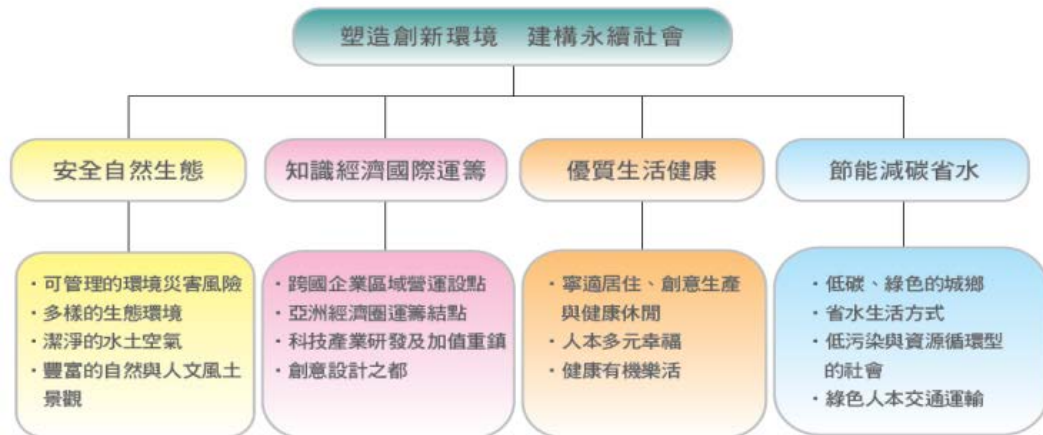 塑造創新環境　建構永續社會
安全自然生態
知識經濟國際運籌
優質生活健康
節能減碳省水
・可管理的環境災害風險
・多樣的生態環境
・潔淨的水土空氣
・豐富的自然與人文風土
景觀
・跨國企業區域營運設點
・亞洲經濟圈運籌結點
・科技產業研發及加值重鎮
・創意設計之都
・寧適居住、創意生產
與健康休閒
・人本多元幸福
・健康有機樂活
・低碳、綠色的城鄉
・省水生活方式
・低污染與資源循環型
的社會
・綠色人本交通運輸